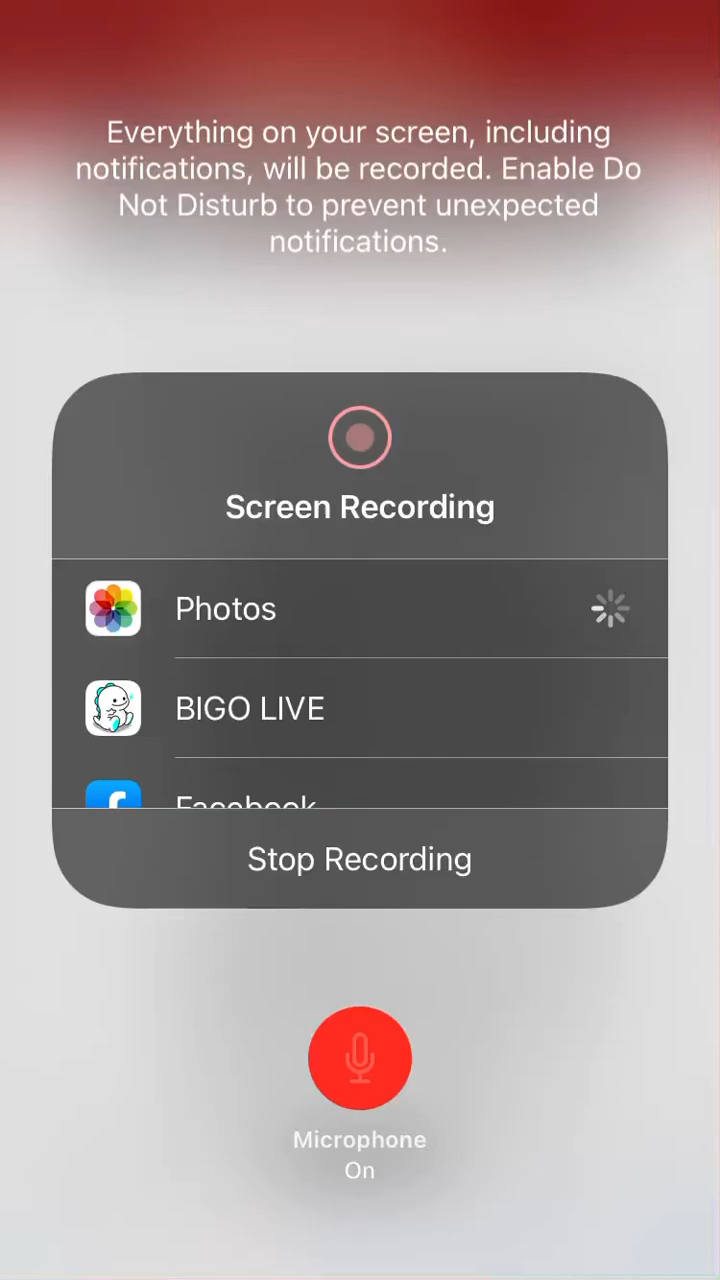 Everything on your screen, including
notifications, will be recorded. Enable Do
Not Disturb to prevent unexpected
notifications.
Screen Recording
Photos
BIGO LIVE
Facebook
Stop Recording
Microphone
On